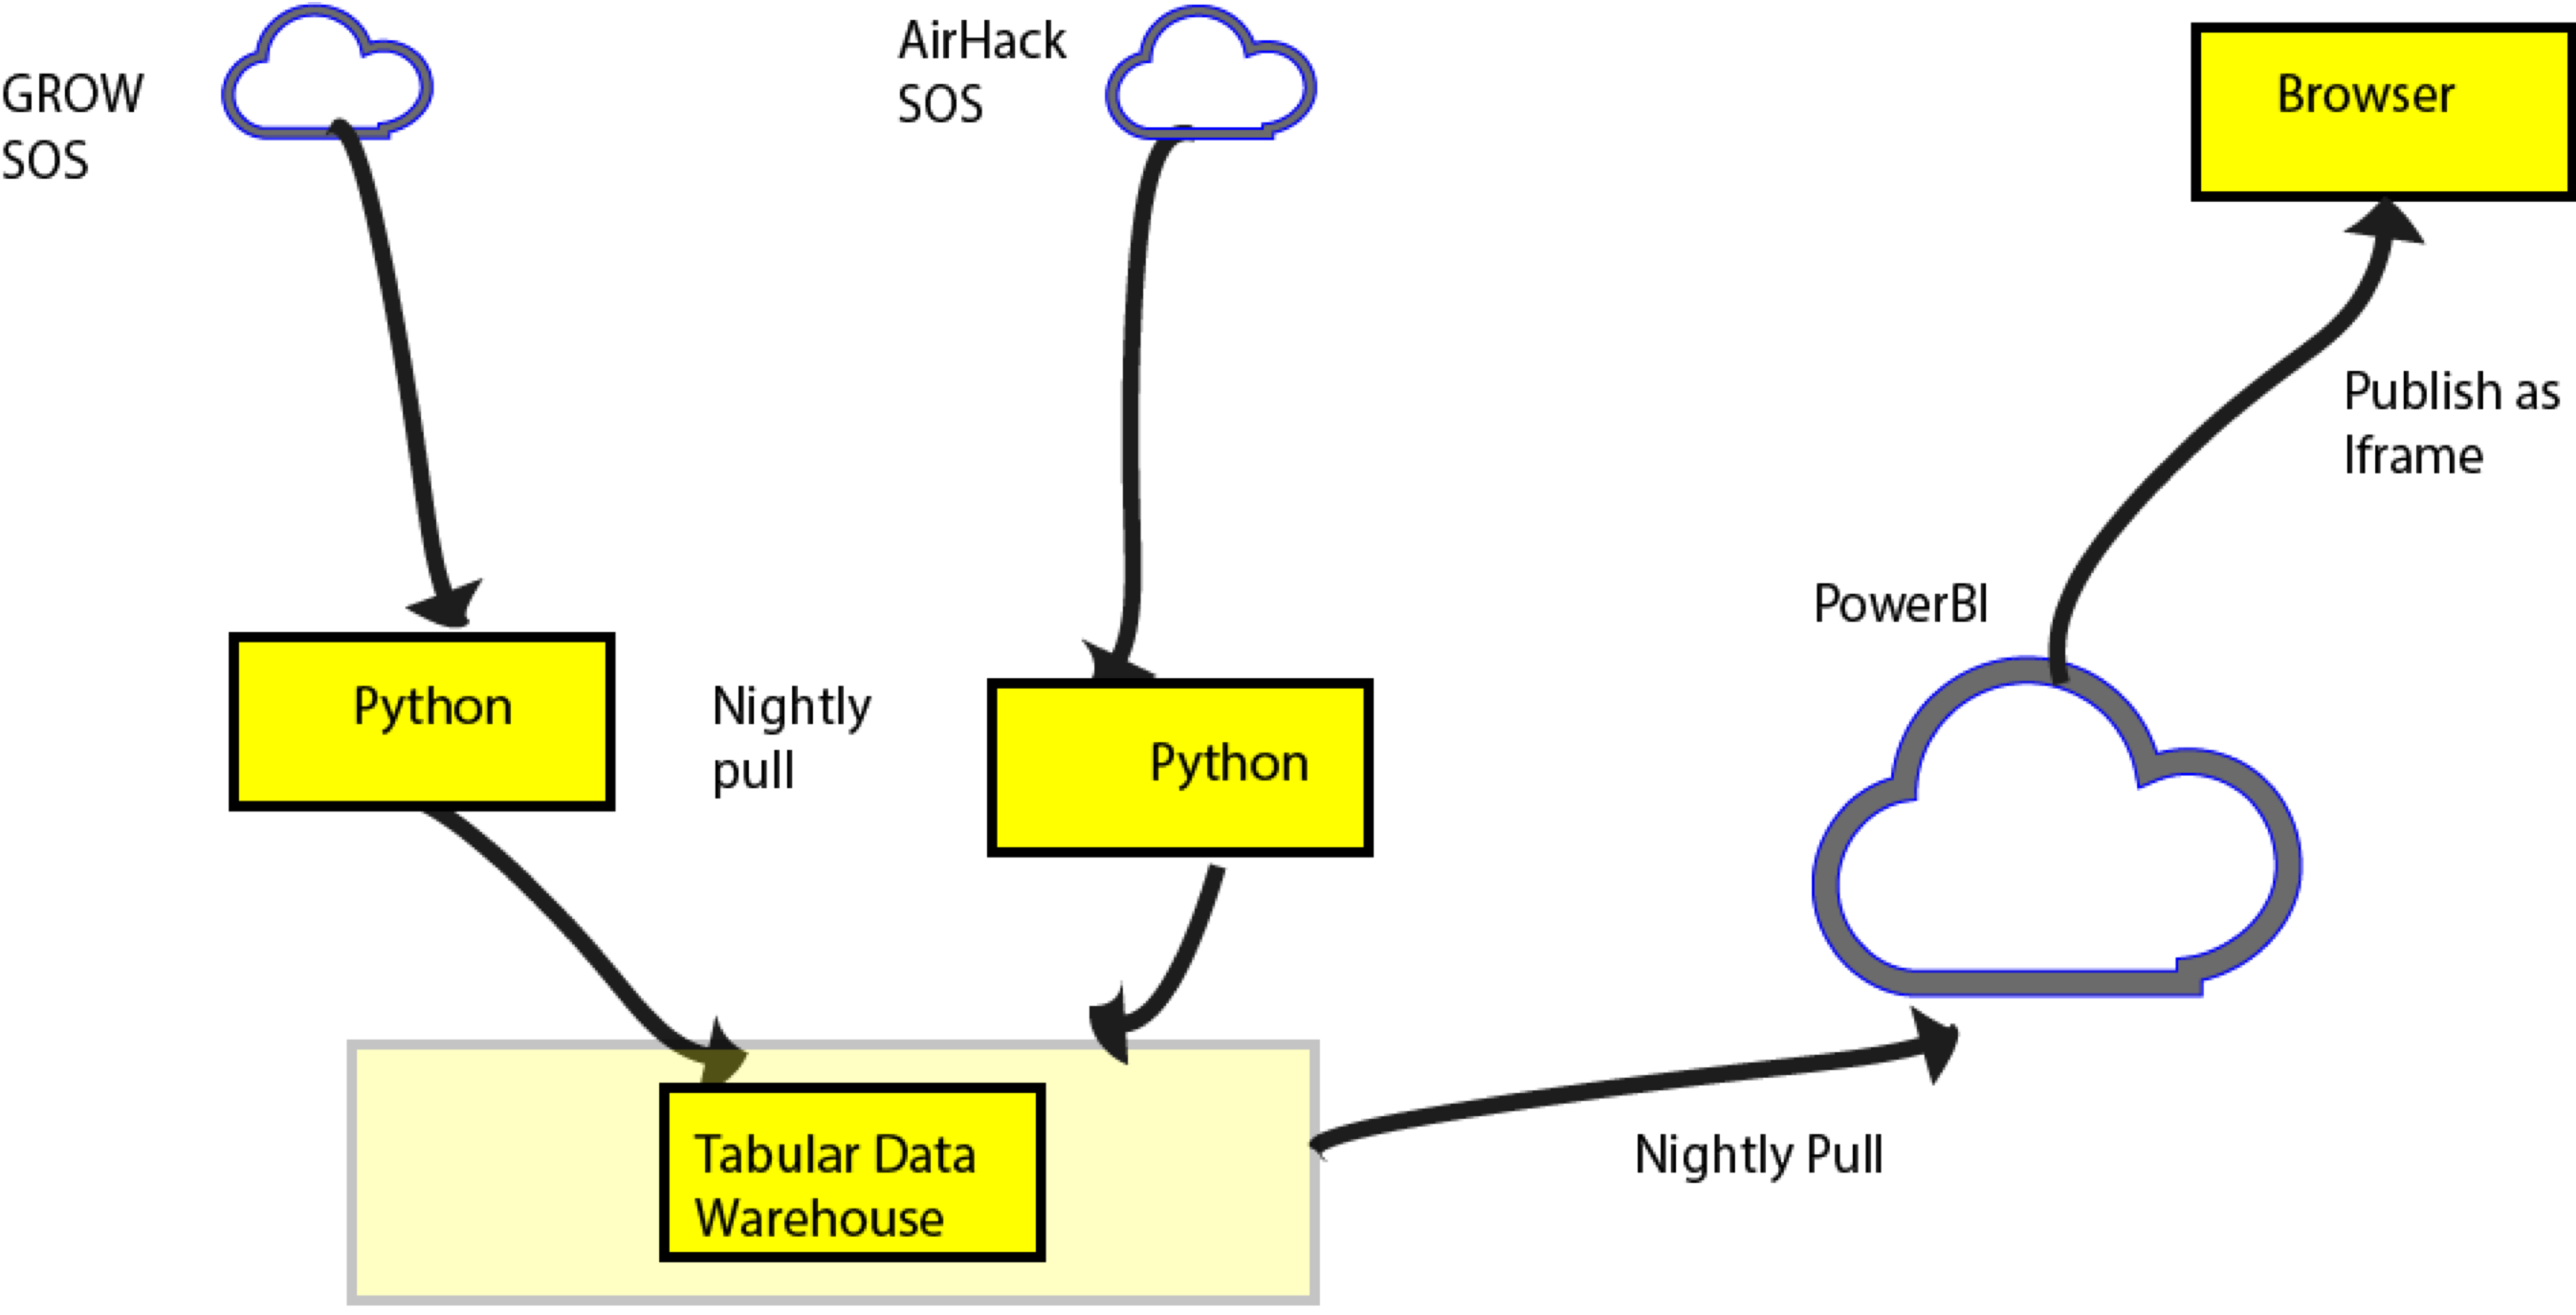 GROW
SOS
AirHack
SOS
Browser
Publish as
Iframe
PowerBI
Python
Nightly
pull
Python
Tabular Data
Warehouse
Nightly Pull